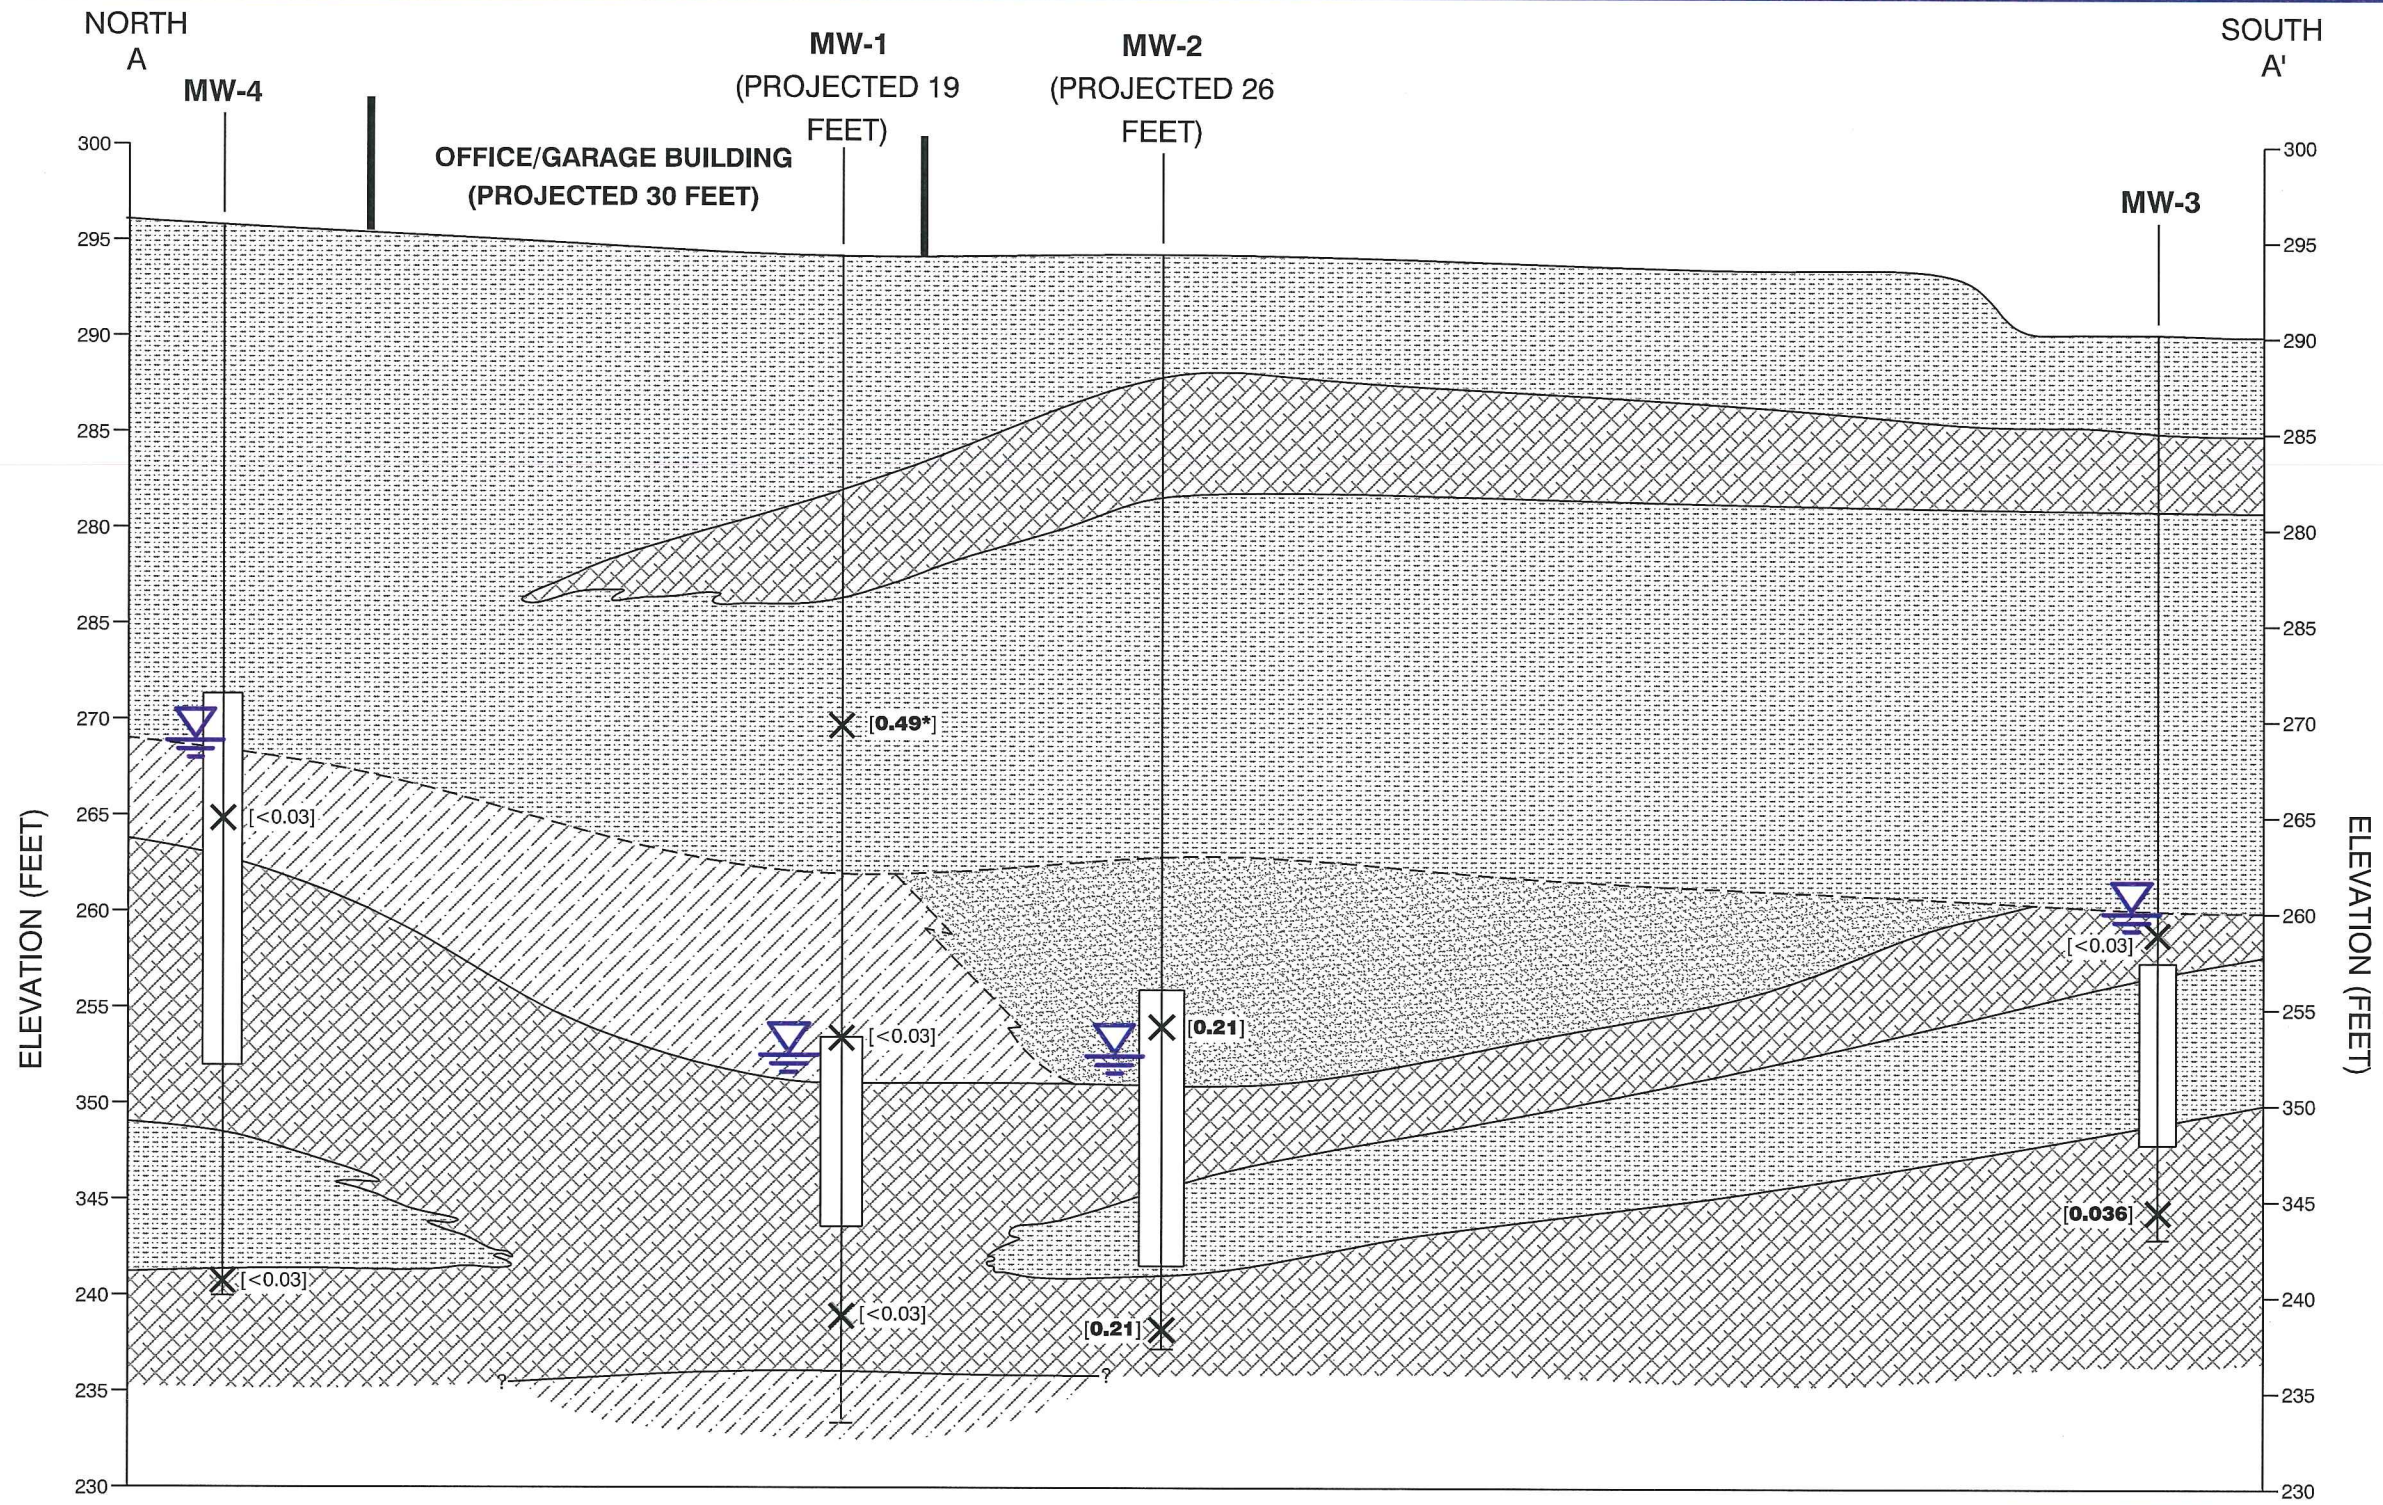 NORTH
A
SOUTH
A'
MW-4
MW-1
(PROJECTED 19
FEET)
MW-2
(PROJECTED 26
FEET)
MW-3
OFFICE/GARAGE BUILDING
(PROJECTED 30 FEET)
300
295
290
285
280
285
270
265
260
255
350
345
240
235
230
ELEVATION (FEET)
[0.49*]
[<0.03]
[<0.03]
[<0.03]
[0.21]
[0.036]
[<0.03]
[<0.03]
[0.21]
? ?
300
295
290
285
280
285
270
265
260
255
350
345
240
235
230
ELEVATION (FEET)